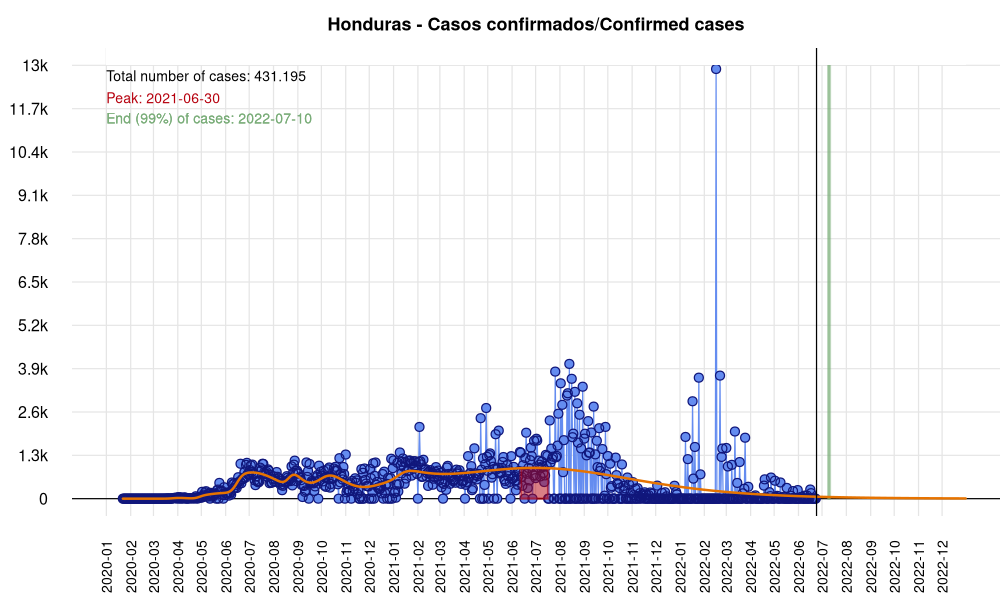 Honduras - Casos confirmados/Confirmed cases
Total number of cases: 431.195
Peak: 2021-06-30
End (99%) of cases: 2022-07-10
13k
11.7k
10.4k
9.1k
7.8k
6.5k
5.2k
3.9k
2.6k
1.3k
0
2020-01
2020-02
2020-03
2020-04
2020-05
2020-06
2020-07
2020-08
2020-09
2020-10
2020-11
2020-12
2021-01
2021-02
2021-03
2021-04
2021-05
2021-06
2021-07
2021-08
2021-09
2021-10
2021-11
2021-12
2022-01
2022-02
2022-03
2022-04
2022-05
2022-06
2022-07
2022-08
2022-09
2022-10
2022-11
2022-12